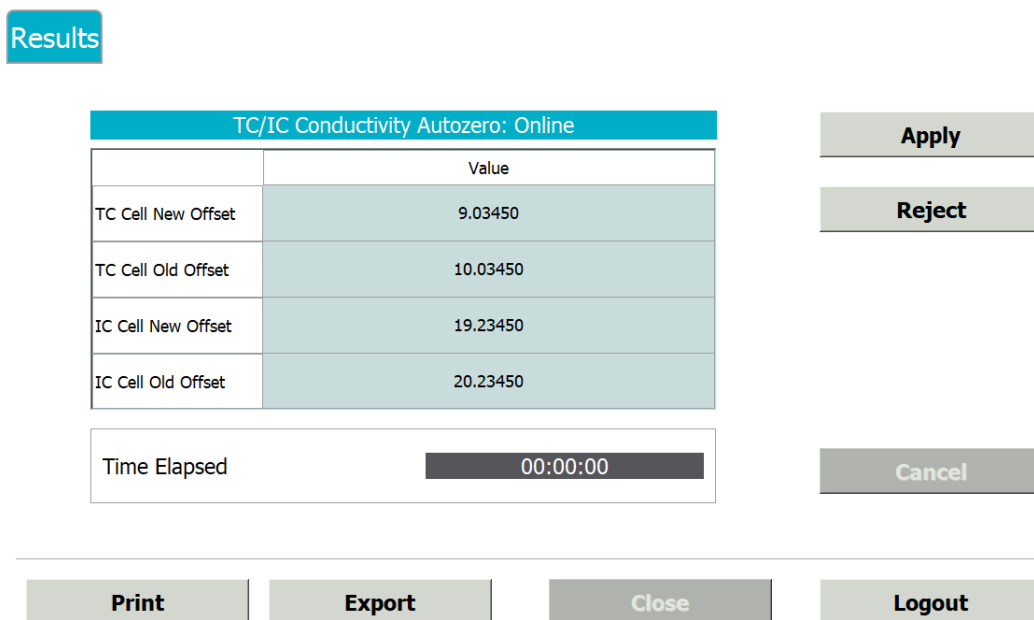 Results
TC/IC Conductivity Autozero: Online
Apply
Value
Reject
TC Cell New Offset 9.03450
TC Cell Old Offset 10.03450
IC Cell New Offset 19.23450
IC Cell Old Offset 20.23450
Time Elapsed 00:00:00
Cancel
Print Export Close Logout